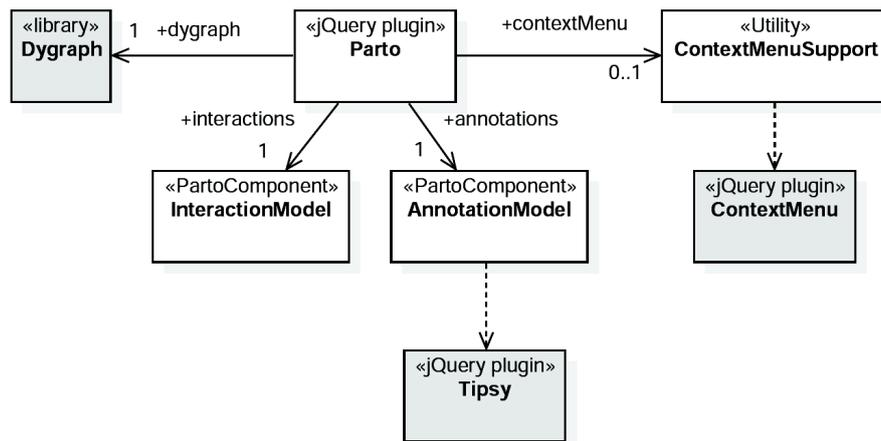 «library»
Dygraph
1
+dygraph
«jQuery plugin»
Parto
+contextMenu
0..1
«Utility»
ContextMenuSupport
+interactions
1
+annotations
1
«PartoComponent»
InteractionModel
«PartoComponent»
AnnotationModel
«jQuery plugin»
ContextMenu
«jQuery plugin»
Tipsy